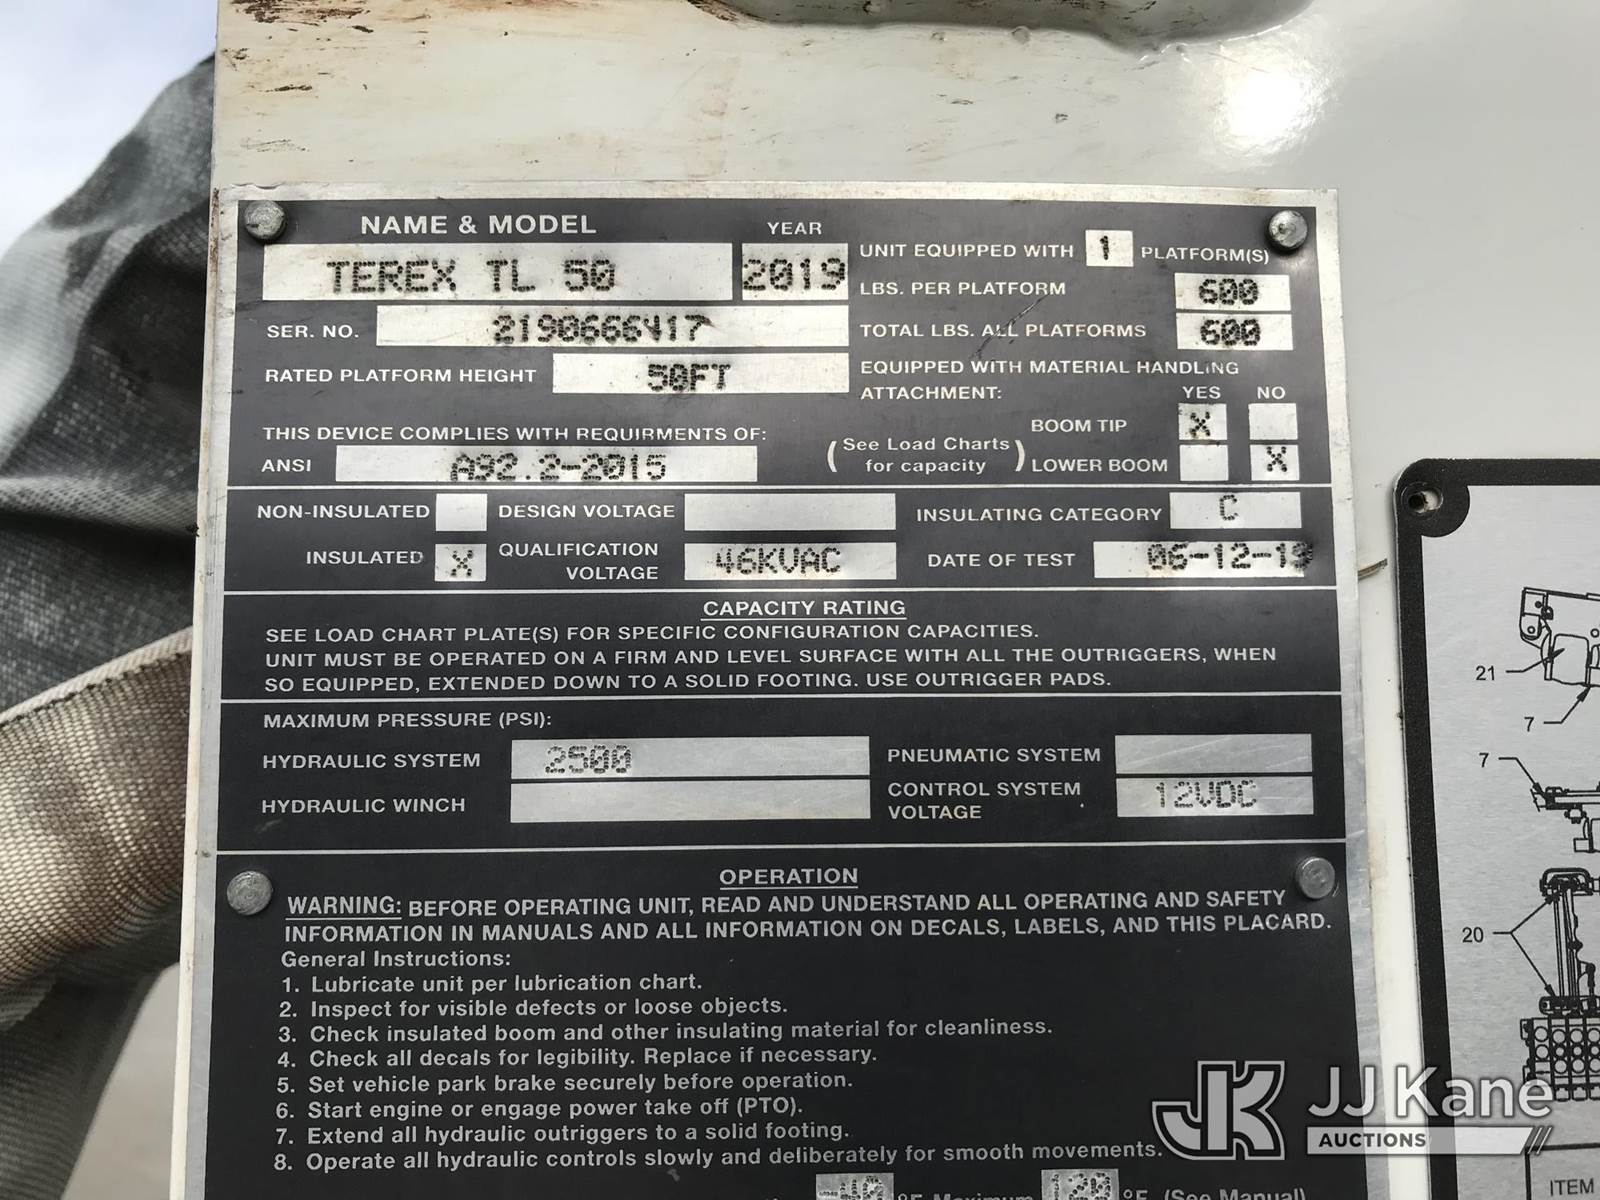 NAME & MODEL
YEAR
TEREX TL 50
2019
UNIT EQUIPPED WITH 1 PLATFORM(S)
LBS. PER PLATFORM 600
SER. NO. 2190666417
TOTAL LBS. ALL PLATFORMS 600
RATED PLATFORM HEIGHT 50FT
EQUIPPED WITH MATERIAL HANDLING
ATTACHMENT: YES NO
THIS DEVICE COMPLIES WITH REQUIRMENTS OF:
ANSI A92.2-2015
(See Load Charts
for capacity)
BOOM TIP X
LOWER BOOM X
NON-INSULATED
DESIGN VOLTAGE
INSULATING CATEGORY C
INSULATED X
QUALIFICATION
VOLTAGE 46KVAC
DATE OF TEST 06-12-19
CAPACITY RATING
SEE LOAD CHART PLATE(S) FOR SPECIFIC CONFIGURATION CAPACITIES.
UNIT MUST BE OPERATED ON A FIRM AND LEVEL SURFACE WITH ALL THE OUTRIGGERS, WHEN
SO EQUIPPED, EXTENDED DOWN TO A SOLID FOOTING. USE OUTRIGGER PADS.
MAXIMUM PRESSURE (PSI):
HYDRAULIC SYSTEM 2500
PNEUMATIC SYSTEM
HYDRAULIC WINCH
CONTROL SYSTEM
VOLTAGE 12VDC
OPERATION
WARNING: BEFORE OPERATING UNIT, READ AND UNDERSTAND ALL OPERATING AND SAFETY
INFORMATION IN MANUALS AND ALL INFORMATION ON DECALS, LABELS, AND THIS PLACARD.
General Instructions:
1. Lubricate unit per lubrication chart.
2. Inspect for visible defects or loose objects.
3. Check insulated boom and other insulating material for cleanliness.
4. Check all decals for legibility. Replace if necessary.
5. Set vehicle park brake securely before operation.
6. Start engine or engage power take off (PTO).
7. Extend all hydraulic outriggers to a solid footing.
8. Operate all hydraulic controls slowly and deliberately for smooth movements.
-40 °F Maximum 120 °F (See Manual)
21
7
7
20
ITEM
JJ Kane
AUCTIONS